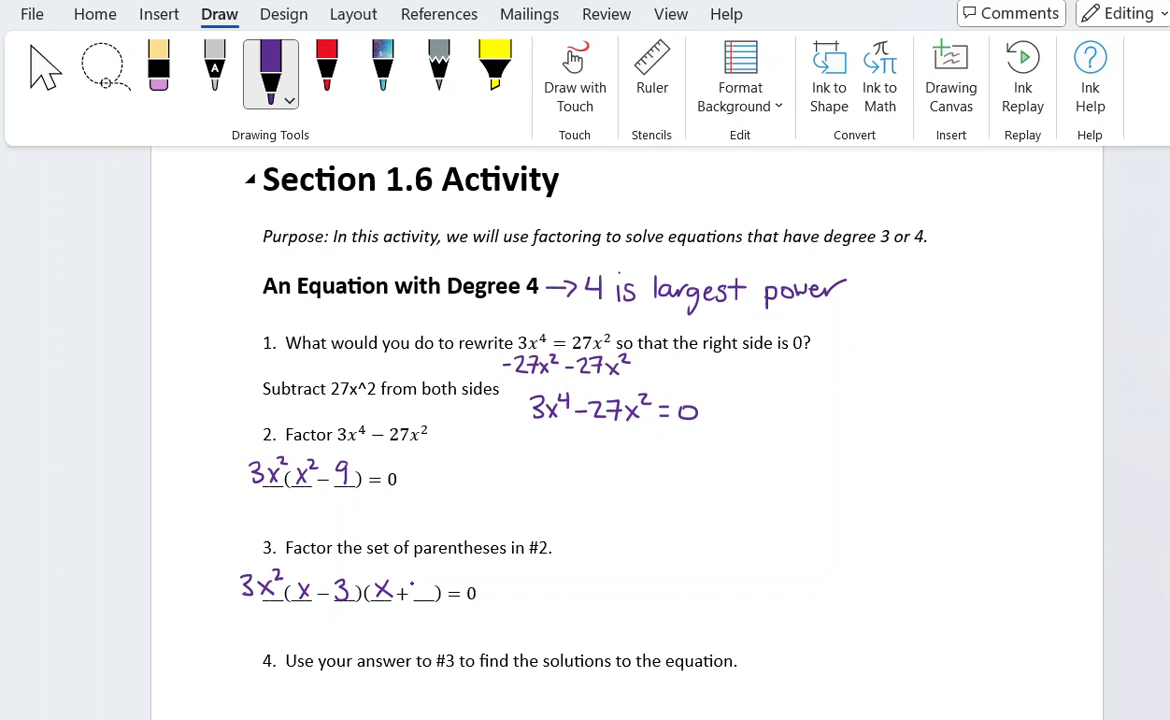 File Home Insert Draw Design Layout References Mailings Review View Help Comments Editing
A
Draw with Touch Ruler Format Background Ink to Shape Ink to Math Drawing Canvas Ink Replay Ink Help
Drawing Tools Touch Stencils Edit Convert Insert Replay Help
Section 1.6 Activity
Purpose: In this activity, we will use factoring to solve equations that have degree 3 or 4.
An Equation with Degree 4 → 4 is largest power
1. What would you do to rewrite 3x⁴ = 27x² so that the right side is 0?
-27x² -27x²
Subtract 27x^2 from both sides
3x⁴ - 27x² = 0
2. Factor 3x⁴ − 27x²
3x²(x² − 9) = 0
3. Factor the set of parentheses in #2.
3x²(x − 3)(x + __) = 0
4. Use your answer to #3 to find the solutions to the equation.